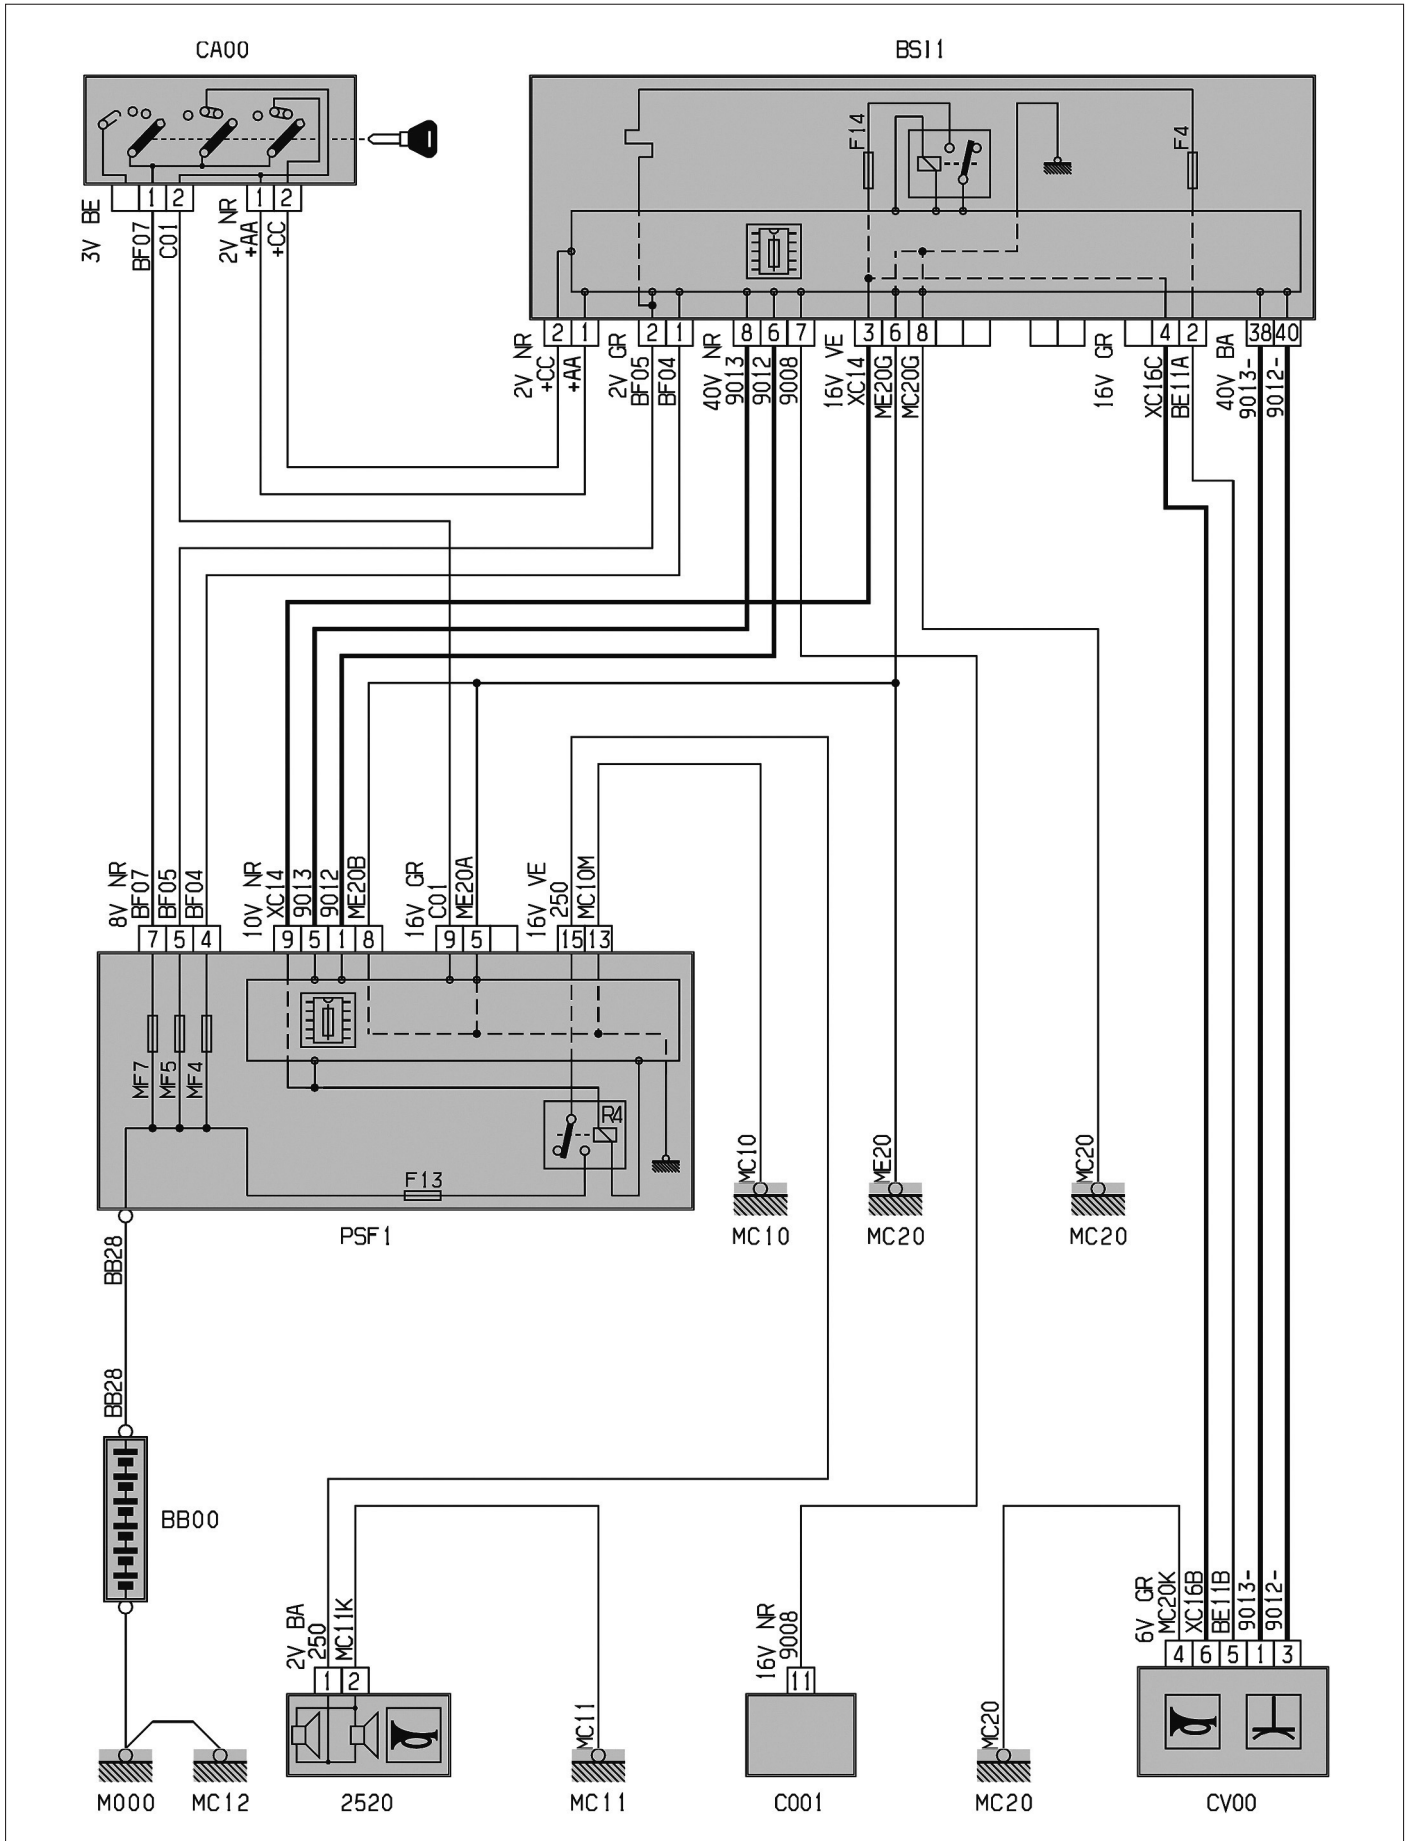 CA00
BSI1
F14
F4
1 2 1 2
3V BE
BF07
C01
2V NR
+AA
+CC
2 1 2 1 8 6 7 3 6 8 4 2 38 40
2V NR
+CC
+AA
2V GR
BF05
BF04
40V NR
9013
9012
9008
16V VE
XC14
ME20G
MC20G
16V GR
XC16C
BE11A
40V BA
9013-
9012-
8V NR
BF07
BF05
BF04
10V NR
XC14
9013
9012
ME20B
16V GR
C01
ME20A
16V VE
250
MC10M
7 5 4 9 5 1 8 9 5 15 13
MF7
MF5
MF4
R4
F13
PSF1
MC10
MC10
ME20
MC20
MC20
MC20
BB28
BB28
BB00
2V BA
250
MC11K
1 2
MC11
16V NR
9008
11
MC20
6V GR
MC20K
XC16B
BE11B
9013-
9012-
4 6 5 1 3
M000
MC12
2520
MC11
C001
MC20
CV00